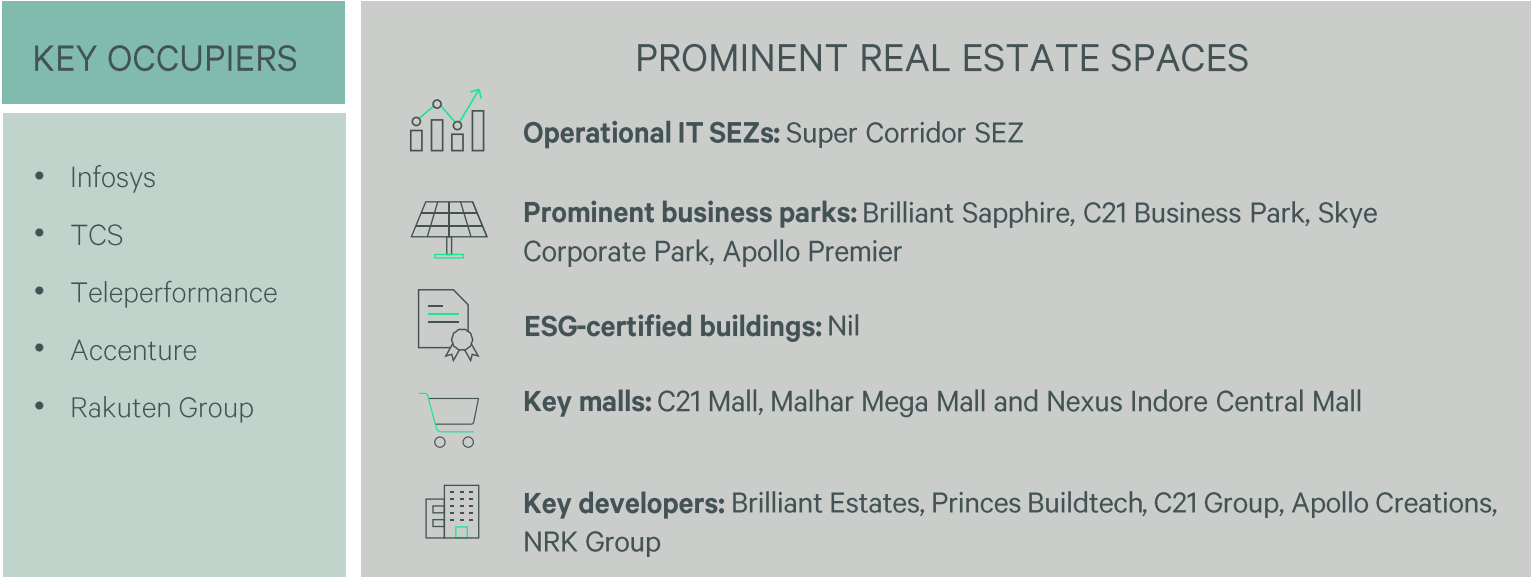 KEY OCCUPIERS
• Infosys
• TCS
• Teleperformance
• Accenture
• Rakuten Group
PROMINENT REAL ESTATE SPACES
Operational IT SEZs: Super Corridor SEZ
Prominent business parks: Brilliant Sapphire, C21 Business Park, Skye
Corporate Park, Apollo Premier
ESG-certified buildings: Nil
Key malls: C21 Mall, Malhar Mega Mall and Nexus Indore Central Mall
Key developers: Brilliant Estates, Princes Buildtech, C21 Group, Apollo Creations,
NRK Group